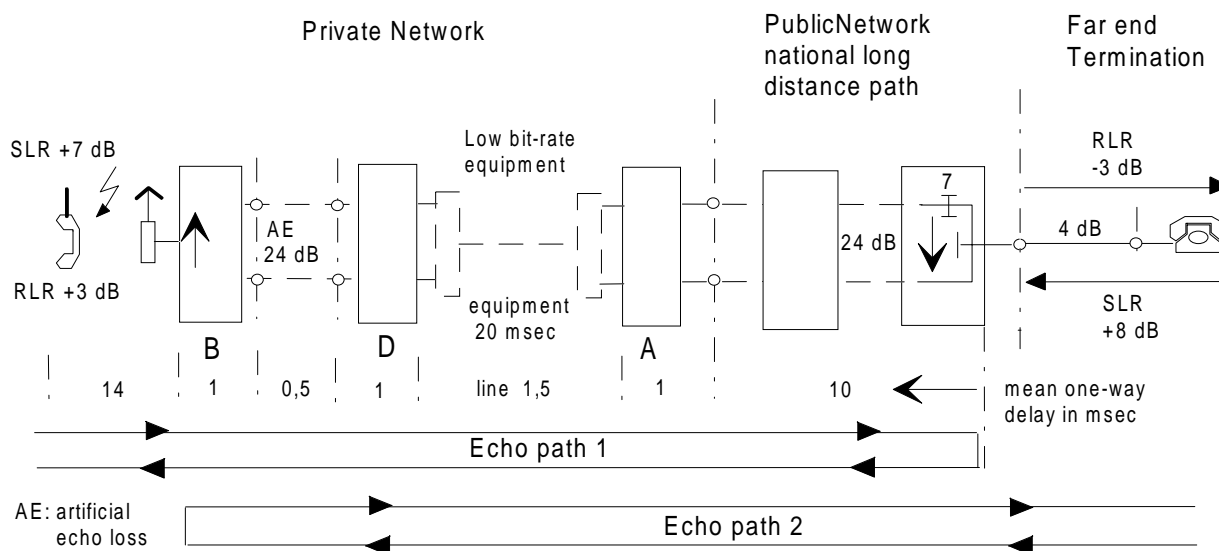 Private Network
PublicNetwork
national long
distance path
Far end
Termination
SLR +7 dB
RLR +3 dB
AE
24 dB
Low bit-rate
equipment
equipment
20 msec
24 dB
7
RLR
-3 dB
4 dB
SLR
+8 dB
B
D
A
14
1
0,5
1
line 1,5
1
10
mean one-way
delay in msec
Echo path 1
AE: artificial
echo loss
Echo path 2